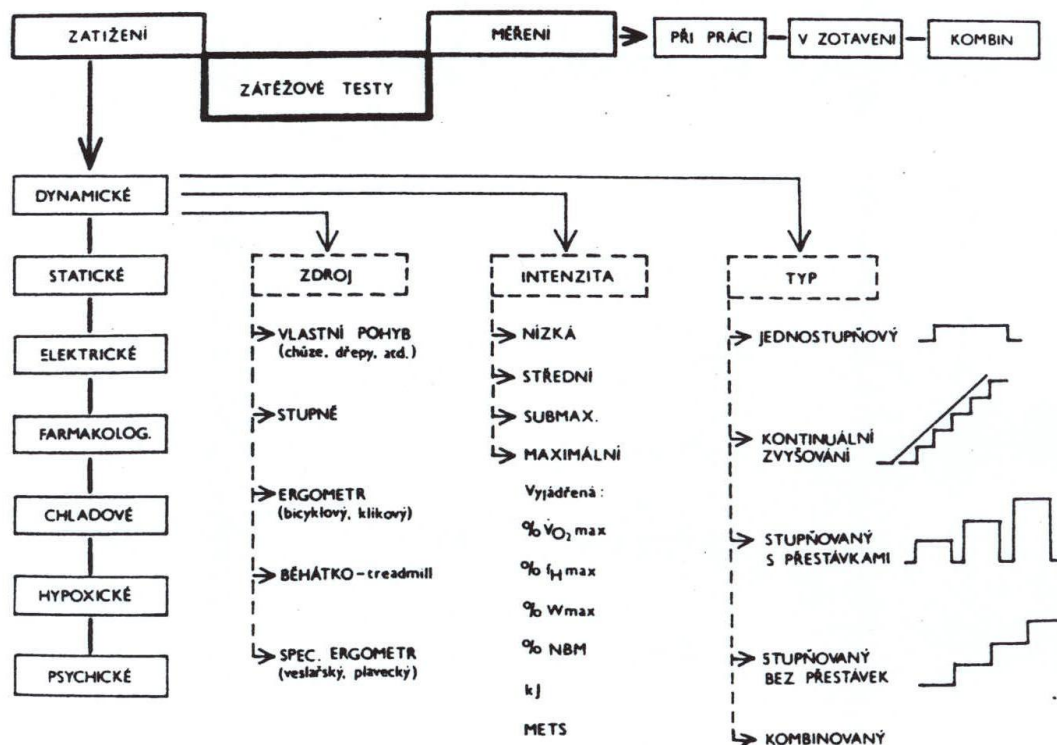 ZATIŽENÍ
ZÁTĚŽOVÉ TESTY
MĚŘENÍ
PŘI PRÁCI
V ZOTAVENI
KOMBIN
DYNAMICKÉ
STATICKÉ
ELEKTRICKÉ
FARMAKOLOG.
CHLADOVÉ
HYPOXICKÉ
PSYCHICKÉ
ZDROJ
VLASTNÍ POHYB
(chůze, dřepy, atd.)
STUPNĚ
ERGOMETR
(bicyklový, klikový)
BĚHÁTKO-treadmill
SPEC. ERGOMETR
(veslařský, plavecký)
INTENZITA
NÍZKÁ
STŘEDNÍ
SUBMAX.
MAXIMÁLNÍ
Vyjádřená:
% V̇O₂ max
% fH max
% Wmax
% NBM
kJ
METS
TYP
JEDNOSTUPŇOVÝ
KONTINUÁLNÍ
ZVYŠOVÁNÍ
STUPŇOVANÝ
S PŘESTÁVKAMI
STUPŇOVANÝ
BEZ PŘESTÁVEK
KOMBINOVANÝ